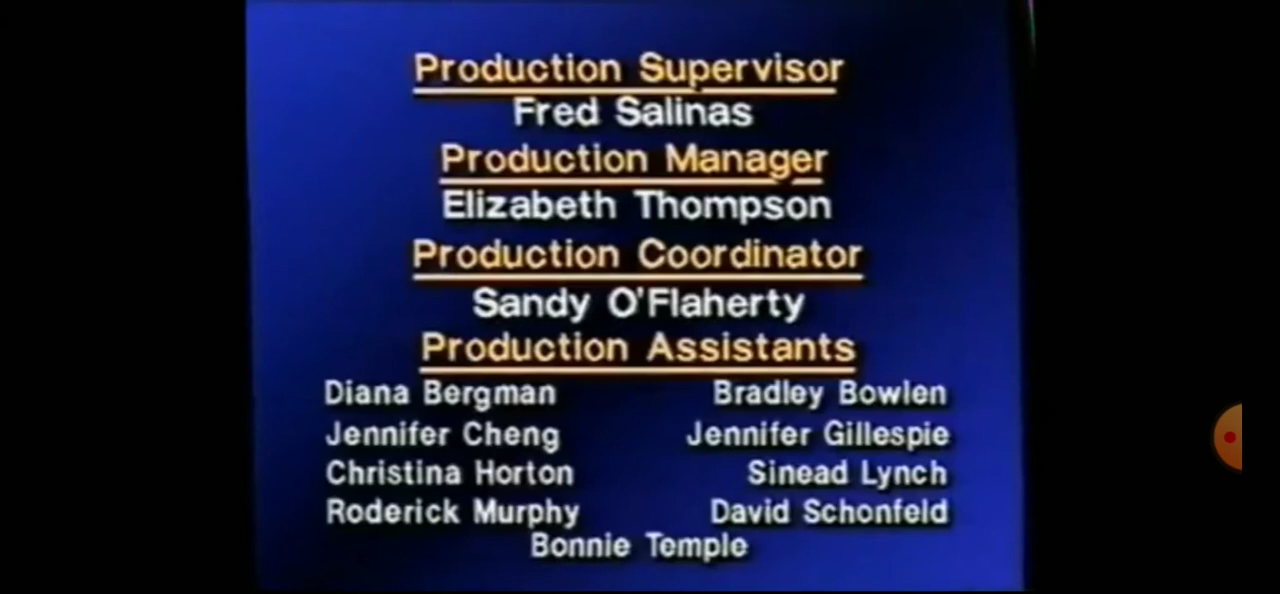 Production Supervisor
Fred Salinas
Production Manager
Elizabeth Thompson
Production Coordinator
Sandy O'Flaherty
Production Assistants
Diana Bergman Bradley Bowlen
Jennifer Cheng Jennifer Gillespie
Christina Horton Sinead Lynch
Roderick Murphy David Schonfeld
Bonnie Temple